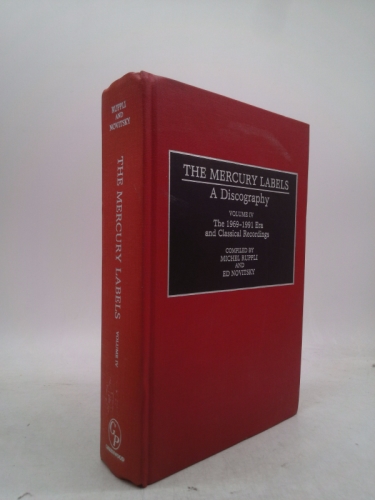 RUPPLI
AND
NOVITSKY
THE MERCURY LABELS
VOLUME IV
GP
THE MERCURY LABELS
A Discography
VOLUME IV
The 1969–1991 Era
and Classical Recordings
COMPILED BY
MICHEL RUPPLI
AND
ED NOVITSKY